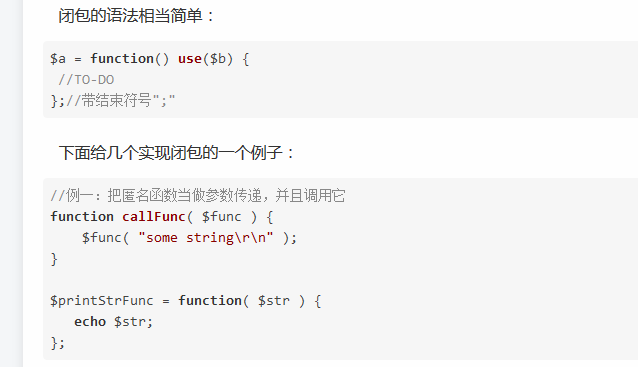 闭包的语法相当简单：
$a = function() use($b) {
 //TO-DO
};//带结束符号";"
下面给几个实现闭包的一个例子：
//例一：把匿名函数当做参数传递，并且调用它
function callFunc( $func ) {
    $func( "some string\r\n" );
}
$printStrFunc = function( $str ) {
   echo $str;
};